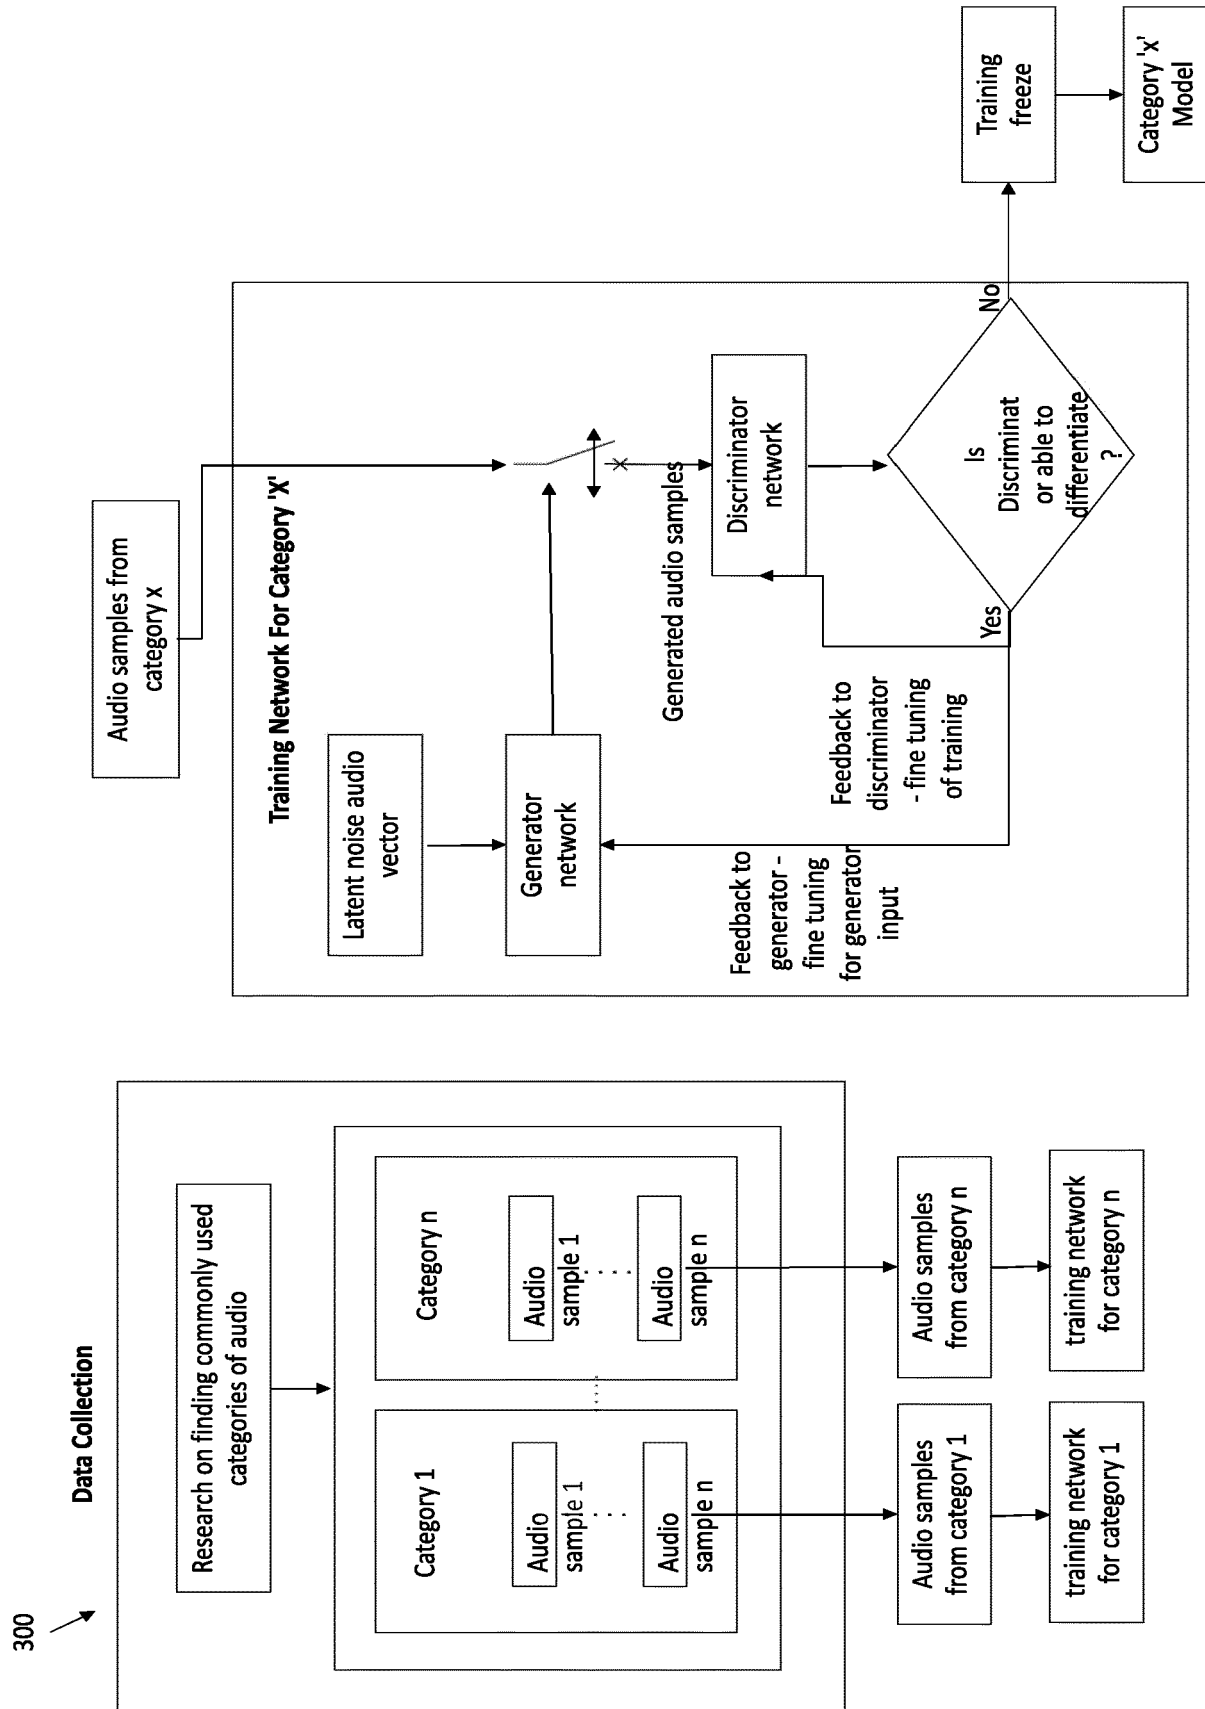 300
Data Collection
Research on finding commonly used
categories of audio
Category 1
Audio
sample 1
Audio
sample n
Category n
Audio
sample 1
Audio
sample n
Audio samples
from category 1
Audio samples
from category n
training network
for category 1
training network
for category n
Audio samples from
category x
Training Network For Category 'X'
Latent noise audio
vector
Generator
network
Generated audio samples
Discriminator
network
Is
Discriminat
or able to
differentiate
?
Yes
No
Feedback to
discriminator
- fine tuning
of training
Feedback to
generator -
fine tuning
for generator
input
Training
freeze
Category 'x'
Model